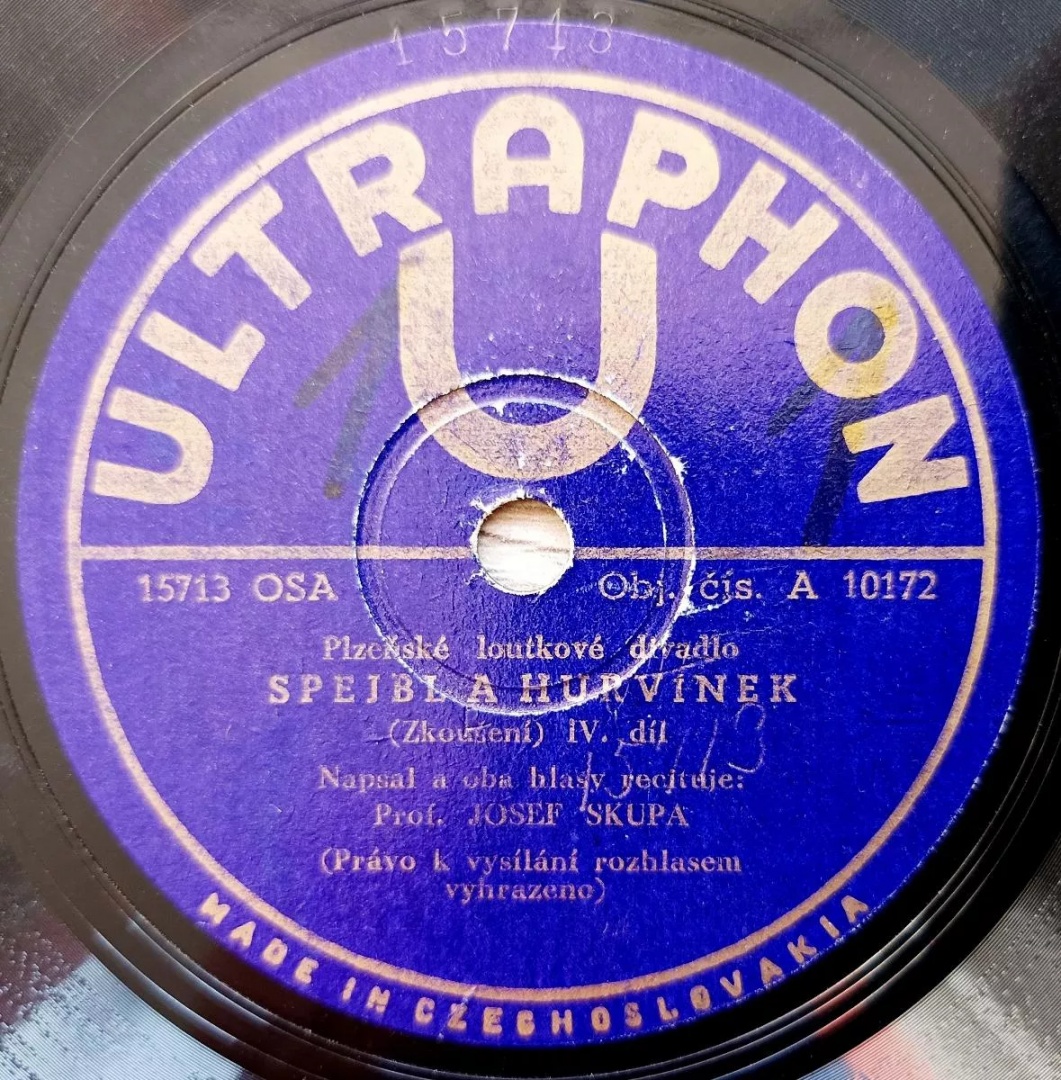 15713
ULTRAPHON
U
15713 OSA
Obj. čís. A 10172
Plzeňské loutkové divadlo
SPEJBL A HURVÍNEK
(Zkoušení) IV. díl
15713
Napsal a oba hlasy recituje:
Prof. JOSEF SKUPA
(Právo k vysílání rozhlasem
vyhrazeno)
MADE IN CZECHOSLOVAKIA